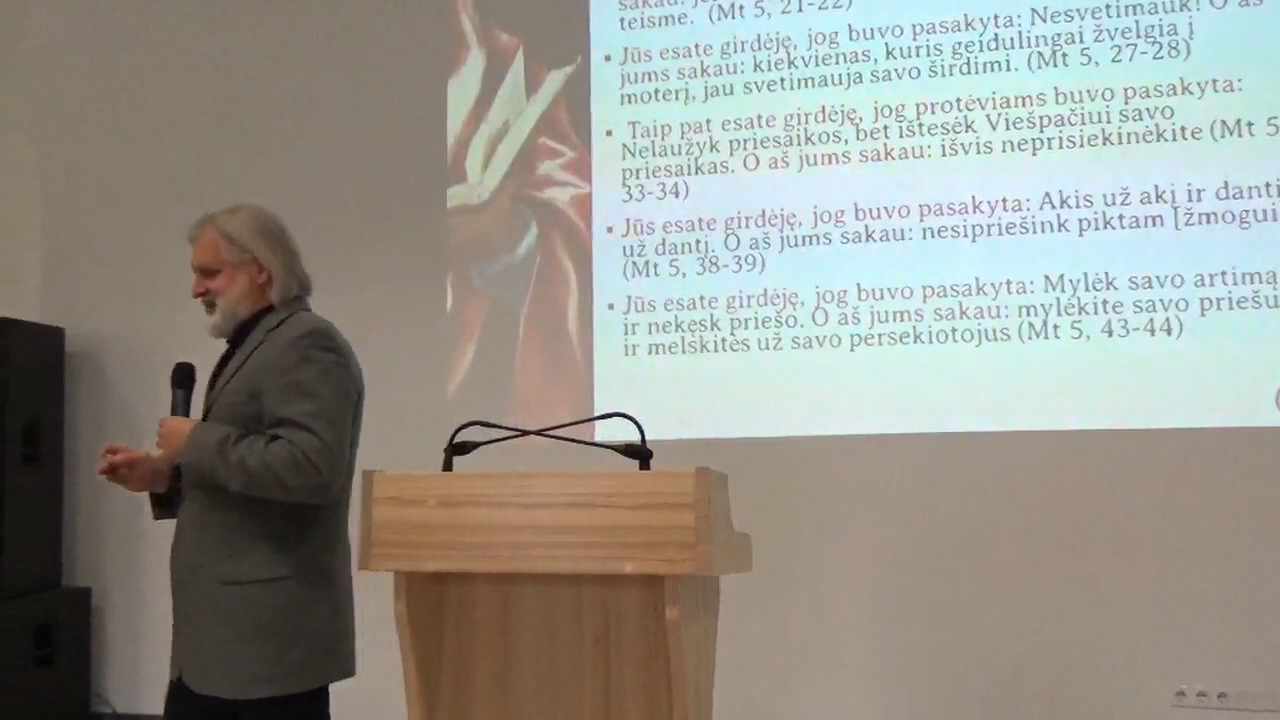 sakau:
teisme. (Mt 5, 21-22)
▪ Jūs esate girdėję, jog buvo pasakyta: Nesvetimauk! O aš
jums sakau: kiekvienas, kuris geidulingai žvelgia į
moterį, jau svetimauja savo širdimi. (Mt 5, 27-28)
▪ Taip pat esate girdėję, jog protėviams buvo pasakyta:
Nelaužyk priesaikos, bet ištesėk Viešpačiui savo
priesaikas. O aš jums sakau: išvis neprisiekinėkite (Mt 5
33-34)
▪ Jūs esate girdėję, jog buvo pasakyta: Akis už akį ir dantį
už dantį. O aš jums sakau: nesipriešink piktam [žmogui
(Mt 5, 38-39)
▪ Jūs esate girdėję, jog buvo pasakyta: Mylėk savo artimą
ir nekęsk priešo. O aš jums sakau: mylėkite savo priešu
ir melskitės už savo persekiotojus (Mt 5, 43-44)